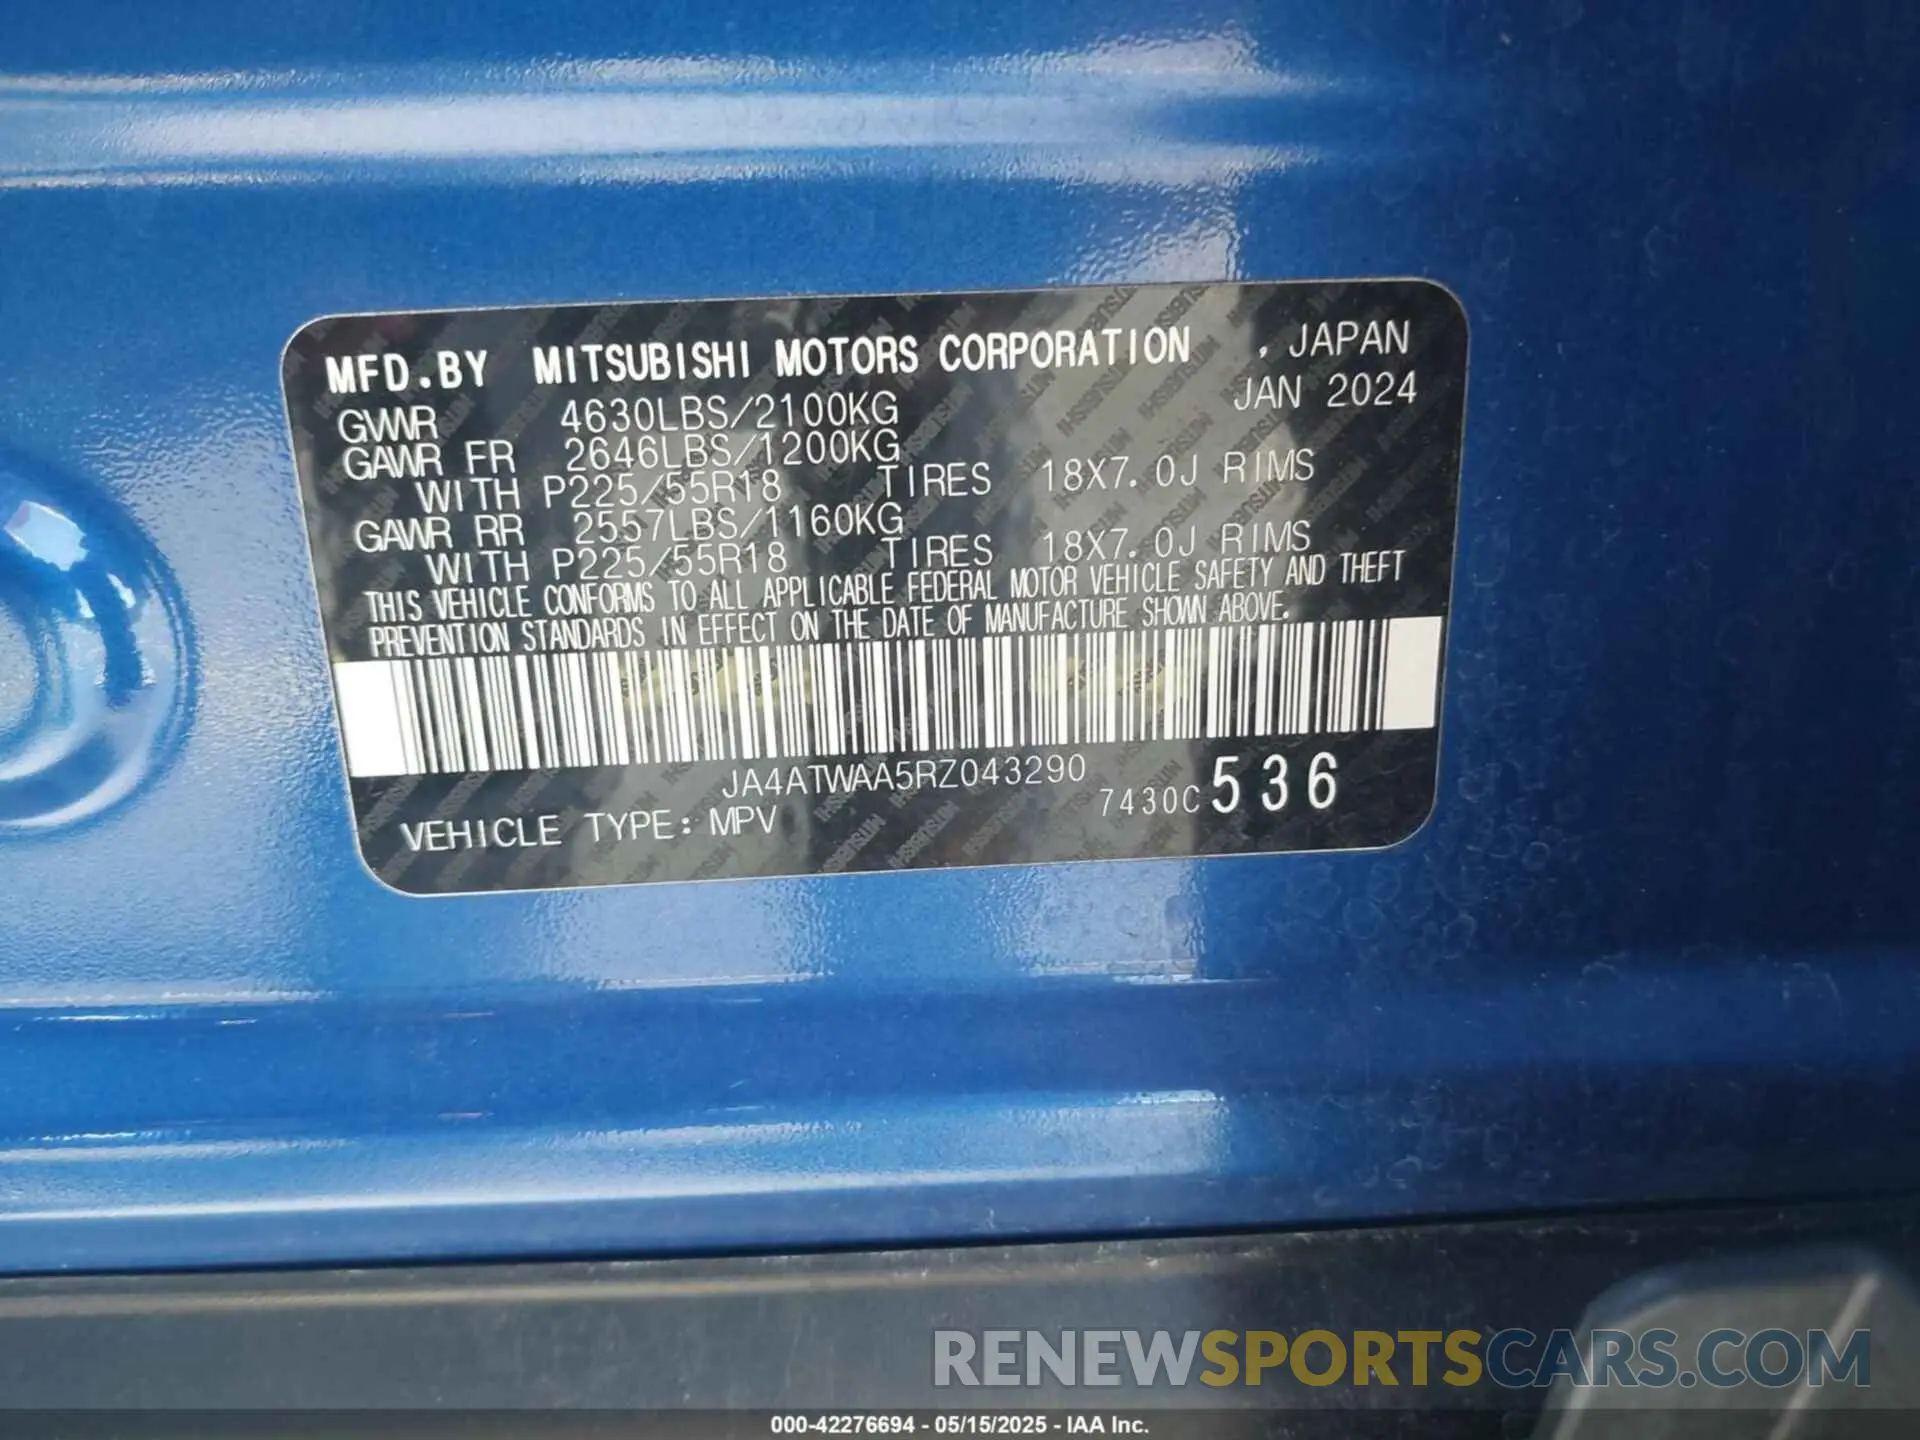 MFD.BY MITSUBISHI MOTORS CORPORATION , JAPAN
JAN 2024
GVWR 4630LBS/2100KG
GAWR FR 2646LBS/1200KG
WITH P225/55R18 TIRES 18X7.0J RIMS
GAWR RR 2557LBS/1160KG
WITH P225/55R18 TIRES 18X7.0J RIMS
THIS VEHICLE CONFORMS TO ALL APPLICABLE FEDERAL MOTOR VEHICLE SAFETY AND THEFT
PREVENTION STANDARDS IN EFFECT ON THE DATE OF MANUFACTURE SHOWN ABOVE.
JA4ATWAA5RZ043290
7430C 536
VEHICLE TYPE: MPV
RENEWSPORTSCARS.COM
000-42276694 - 05/15/2025 - IAA Inc.